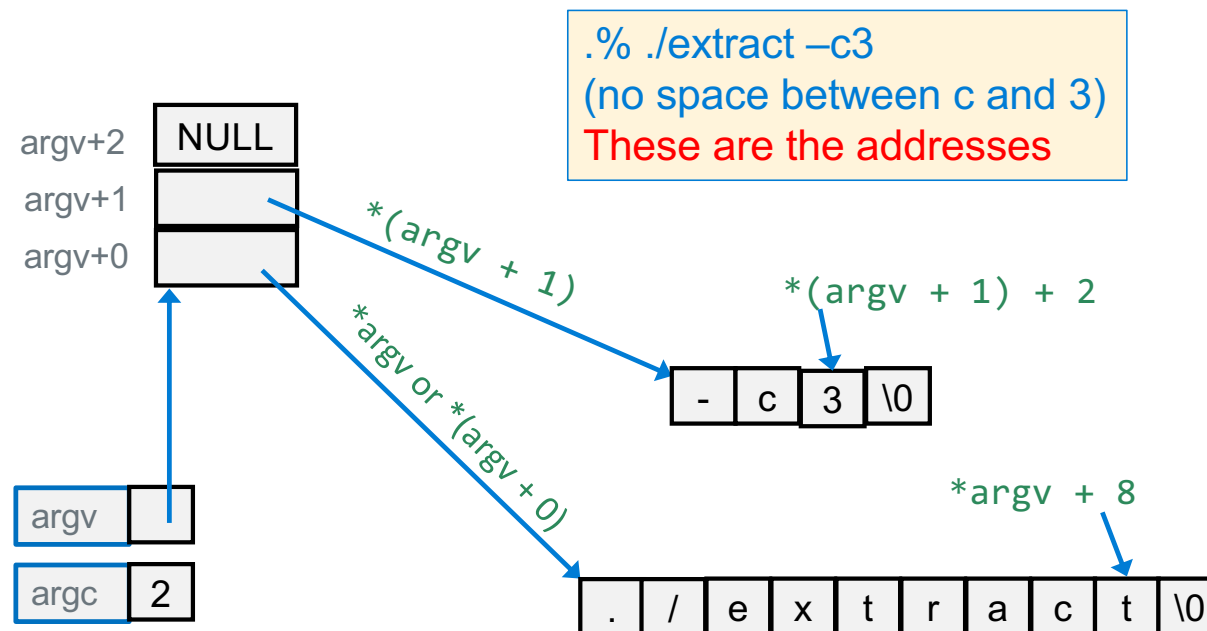 .% ./extract –c3
(no space between c and 3)
These are the addresses
argv+2
NULL
argv+1
argv+0
*(argv + 1)
*(argv + 1) + 2
*argv or *(argv + 0)
- c 3 \0
*argv + 8
argv
argc 2
. / e x t r a c t \0